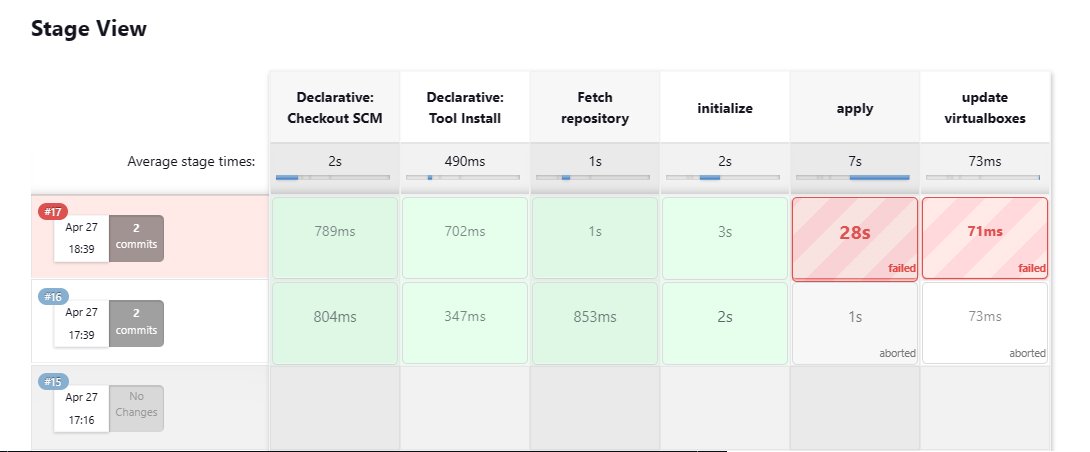 Stage View
Declarative:
Checkout SCM
Declarative:
Tool Install
Fetch
repository
initialize
apply
update
virtualboxes
Average stage times:
2s
490ms
1s
2s
7s
73ms
#17
Apr 27
18:39
2
commits
789ms
702ms
1s
3s
28s
failed
71ms
failed
#16
Apr 27
17:39
2
commits
804ms
347ms
853ms
2s
1s
aborted
73ms
aborted
#15
Apr 27
17:16
No
Changes